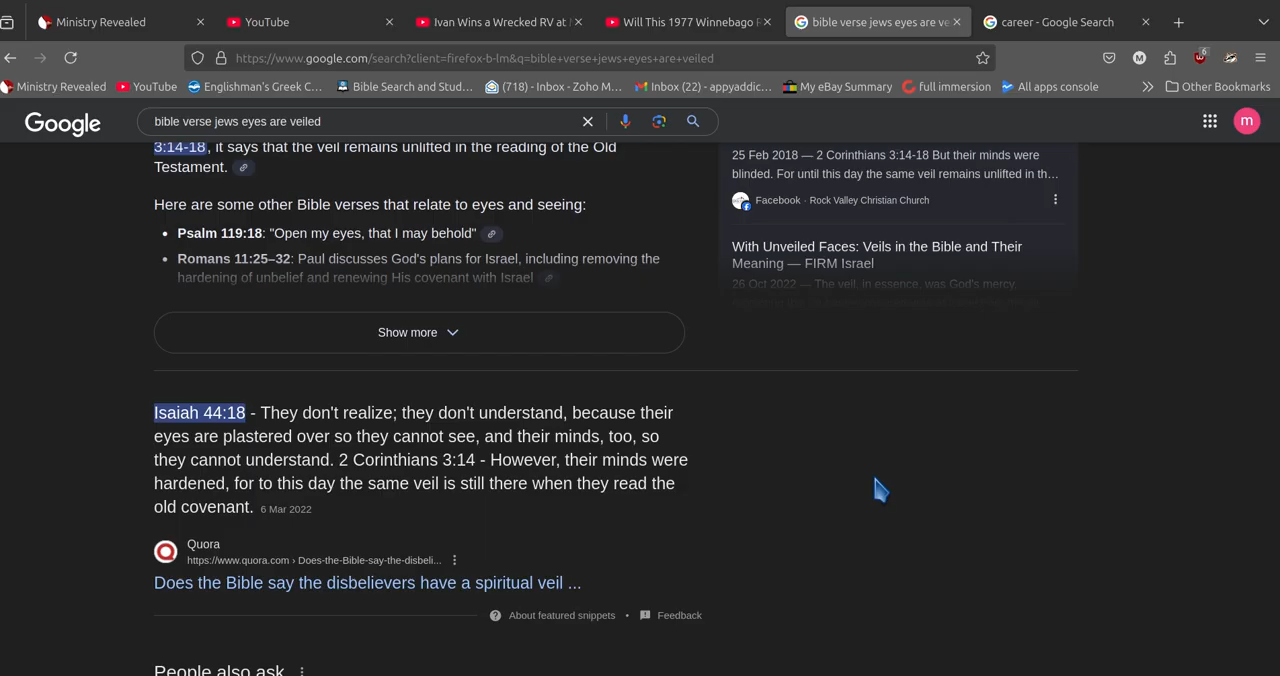 Ministry Revealed
YouTube
Ivan Wins a Wrecked RV at
Will This 1977 Winnebago
bible verse jews eyes are ve
career - Google Search
https://www.google.com/search?client=firefox-b-lm&q=bible+verse+jews+eyes+are+veiled
6
Ministry Revealed
YouTube
Englishman's Greek C...
Bible Search and Stud...
(718) - Inbox - Zoho M...
Inbox (22) - appyaddic...
My eBay Summary
full immersion
All apps console
Other Bookmarks
Google
bible verse jews eyes are veiled
m
3:14-18, it says that the veil remains unlifted in the reading of the Old
Testament.
Here are some other Bible verses that relate to eyes and seeing:
• Psalm 119:18: "Open my eyes, that I may behold"
• Romans 11:25–32: Paul discusses God's plans for Israel, including removing the
hardening of unbelief and renewing His covenant with Israel
Show more
25 Feb 2018 — 2 Corinthians 3:14-18 But their minds were
blinded. For until this day the same veil remains unlifted in th...
Facebook · Rock Valley Christian Church
With Unveiled Faces: Veils in the Bible and Their
Meaning — FIRM Israel
26 Oct 2022 — The veil, in essence, was God's mercy,
Isaiah 44:18 - They don't realize; they don't understand, because their
eyes are plastered over so they cannot see, and their minds, too, so
they cannot understand. 2 Corinthians 3:14 - However, their minds were
hardened, for to this day the same veil is still there when they read the
old covenant. 6 Mar 2022
Quora
https://www.quora.com › Does-the-Bible-say-the-disbeli...
Does the Bible say the disbelievers have a spiritual veil ...
About featured snippets • Feedback
People also ask